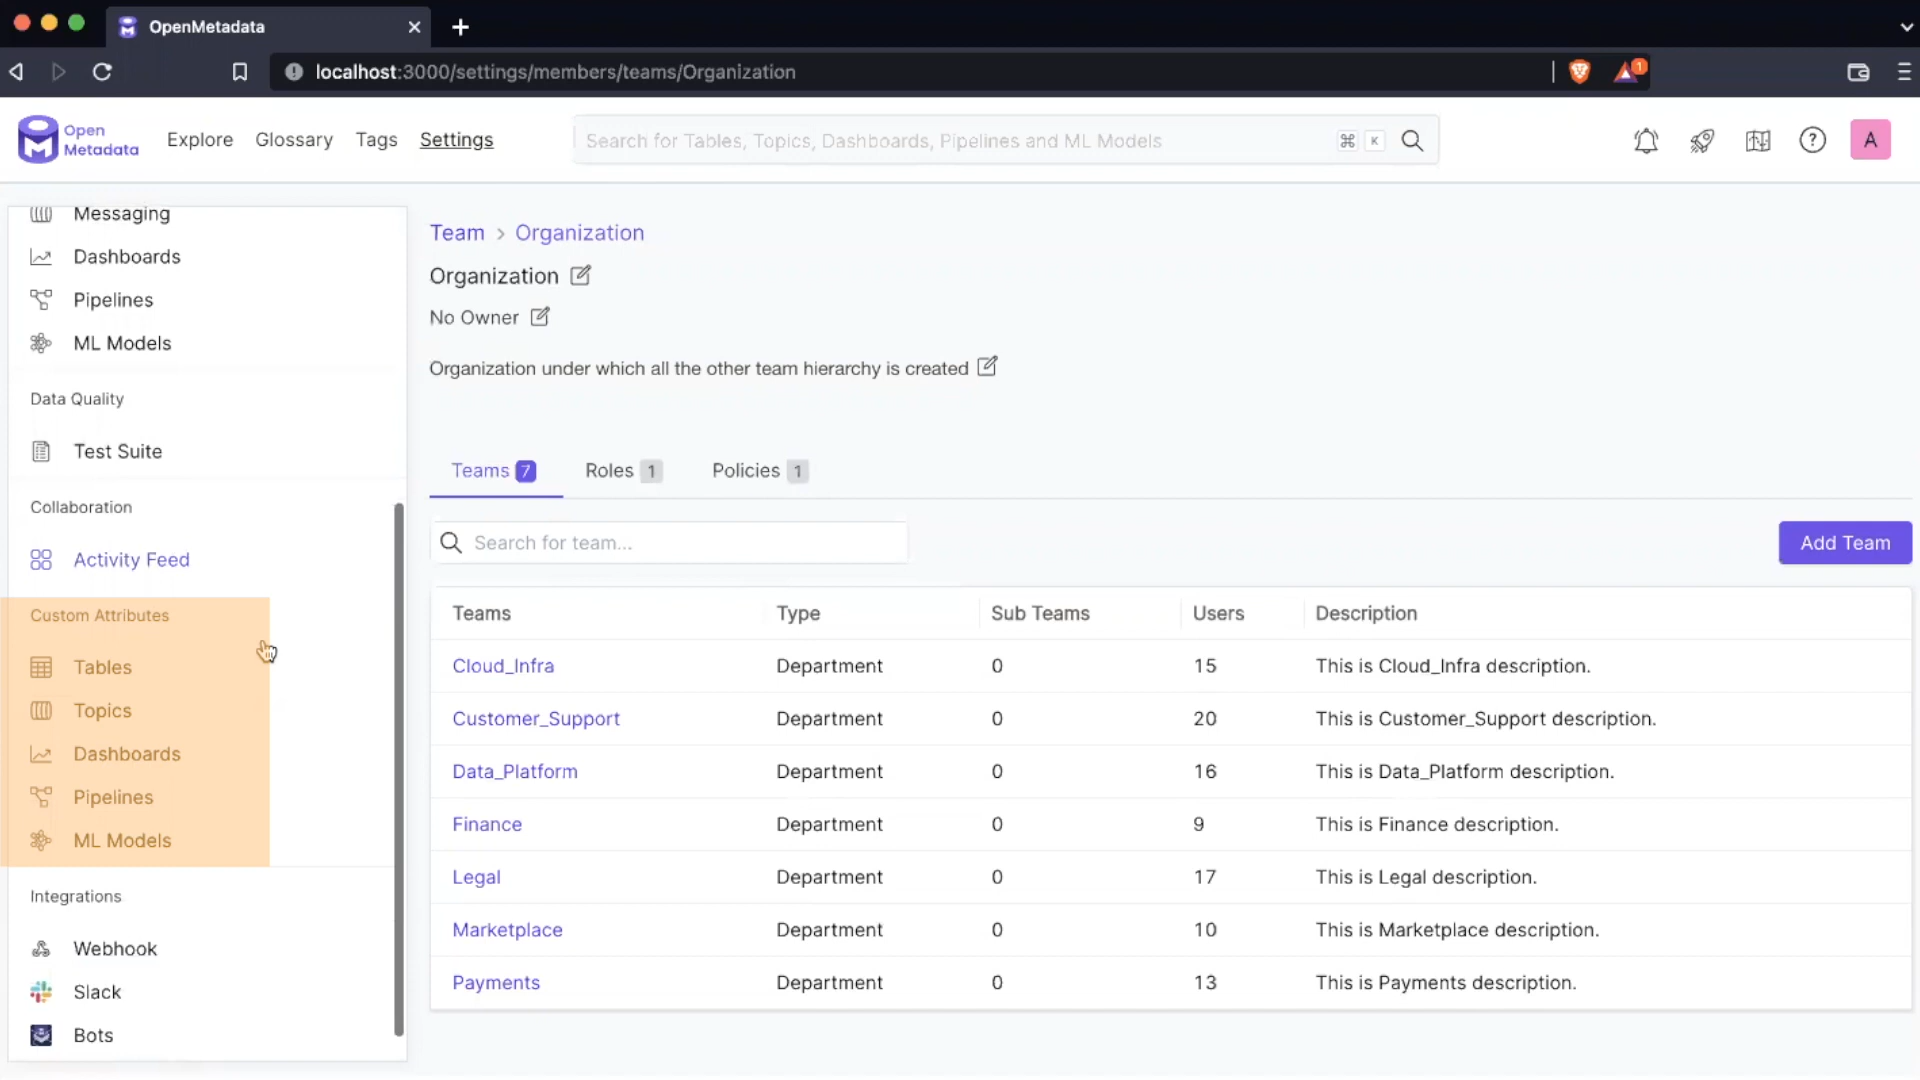 OpenMetadata
localhost:3000/settings/members/teams/Organization
1
Open
Metadata
Explore
Glossary
Tags
Settings
Search for Tables, Topics, Dashboards, Pipelines and ML Models
⌘ K
?
A
Messaging
Dashboards
Pipelines
ML Models
Data Quality
Test Suite
Collaboration
Activity Feed
Custom Attributes
Tables
Topics
Dashboards
Pipelines
ML Models
Integrations
Webhook
Slack
Bots
Team > Organization
Organization
No Owner
Organization under which all the other team hierarchy is created
Teams 7
Roles 1
Policies 1
Search for team...
Add Team
Teams Type Sub Teams Users Description
Cloud_Infra Department 0 15 This is Cloud_Infra description.
Customer_Support Department 0 20 This is Customer_Support description.
Data_Platform Department 0 16 This is Data_Platform description.
Finance Department 0 9 This is Finance description.
Legal Department 0 17 This is Legal description.
Marketplace Department 0 10 This is Marketplace description.
Payments Department 0 13 This is Payments description.